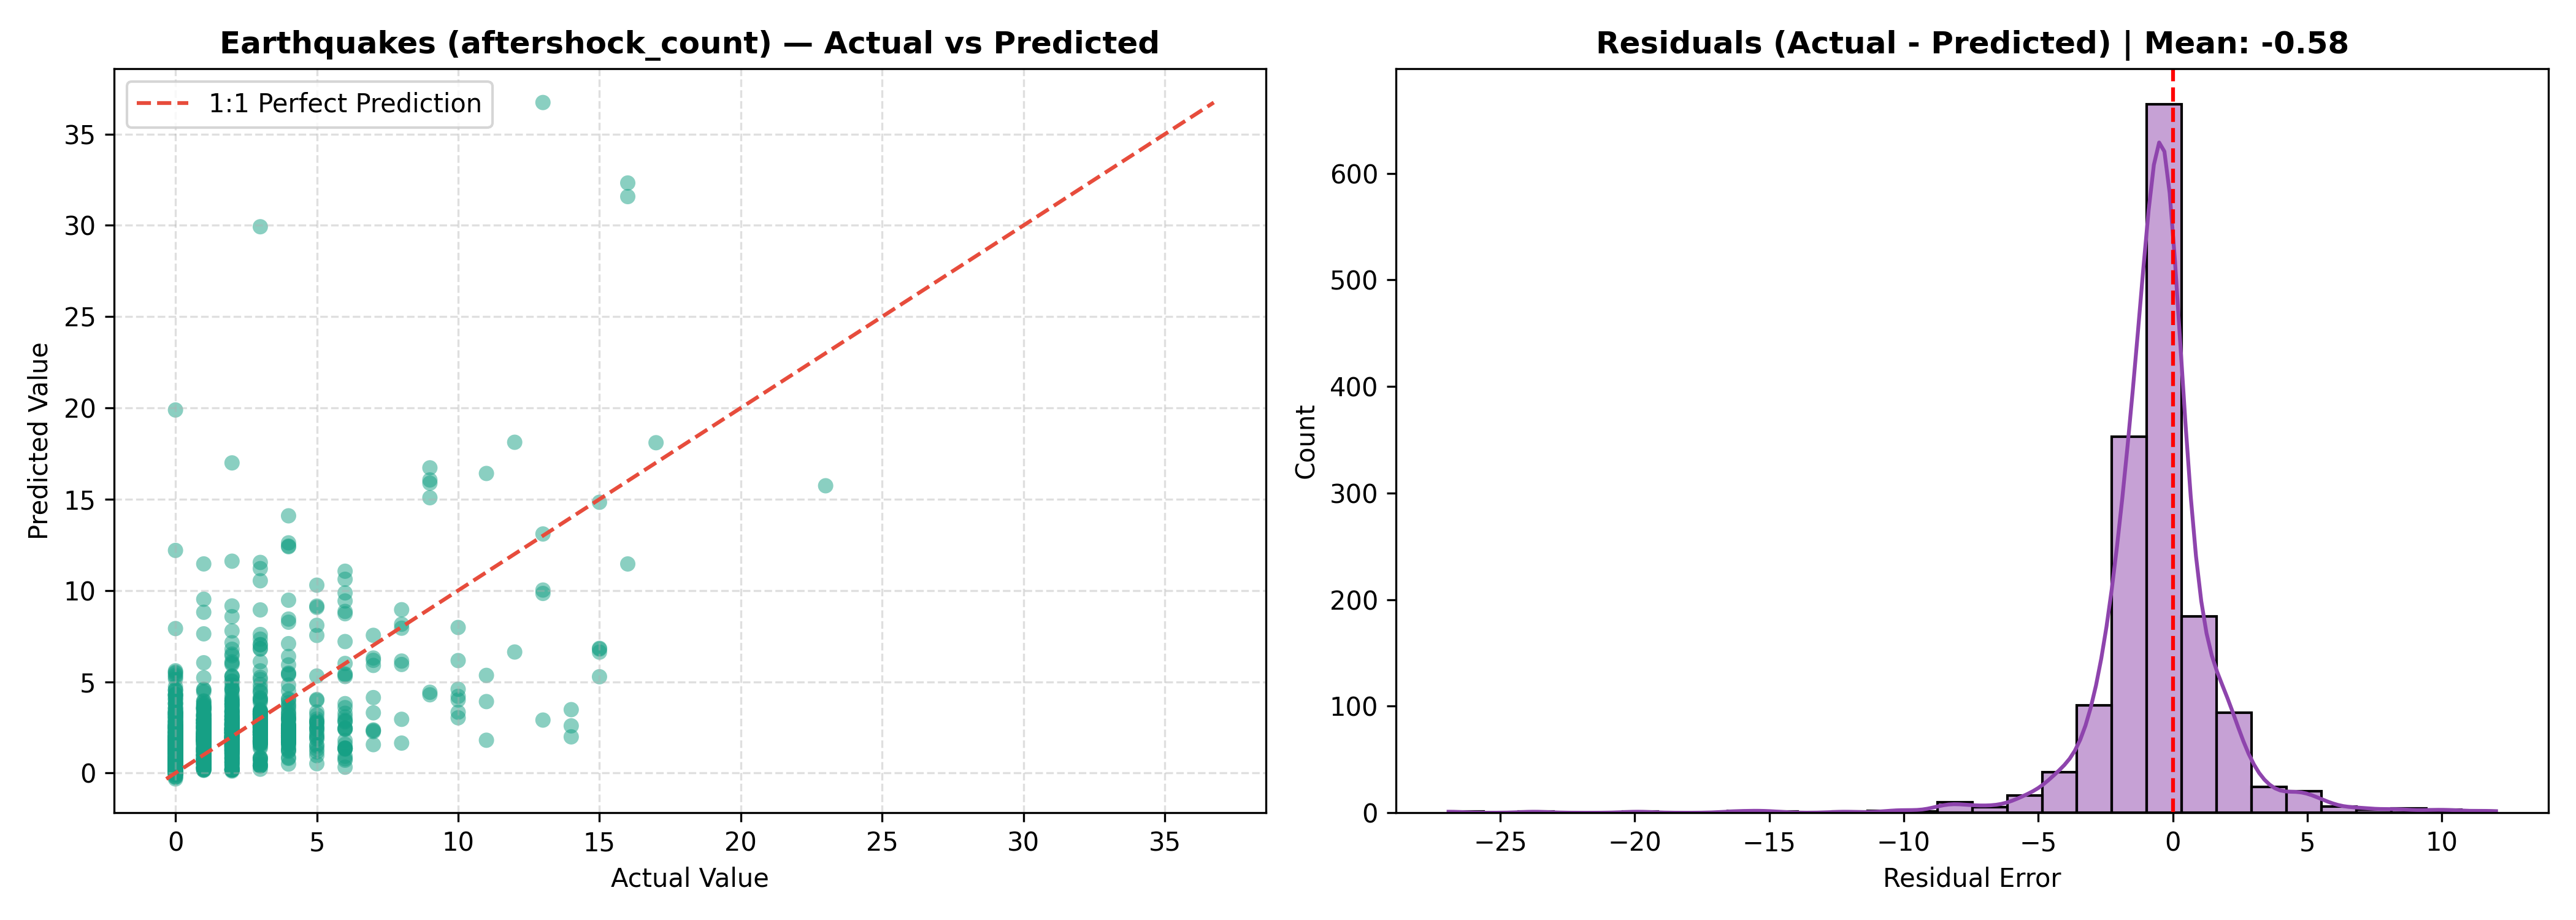 Earthquakes (aftershock_count) — Actual vs Predicted
1:1 Perfect Prediction
Predicted Value
35
30
25
20
15
10
5
0
0 5 10 15 20 25 30 35
Actual Value
Residuals (Actual - Predicted) | Mean: -0.58
Count
600
500
400
300
200
100
0
−25 −20 −15 −10 −5 0 5 10
Residual Error